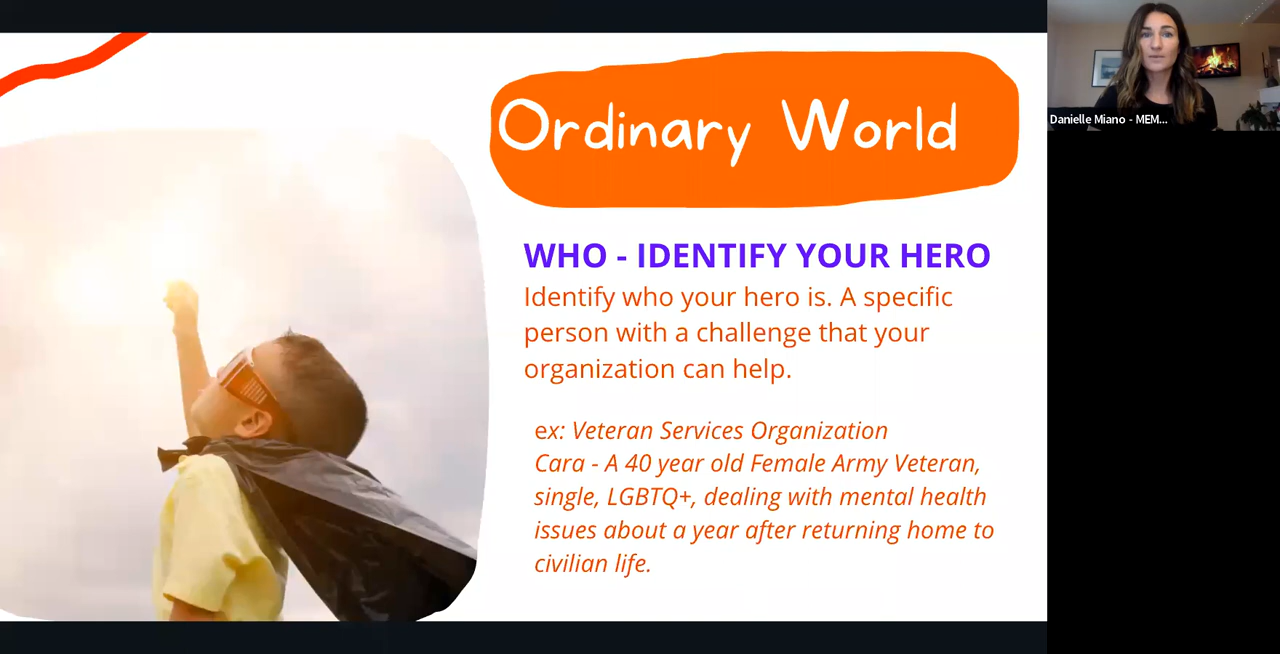 Ordinary World
WHO - IDENTIFY YOUR HERO
Identify who your hero is. A specific
person with a challenge that your
organization can help.
ex: Veteran Services Organization
Cara - A 40 year old Female Army Veteran,
single, LGBTQ+, dealing with mental health
issues about a year after returning home to
civilian life.
Danielle Miano - MEM...